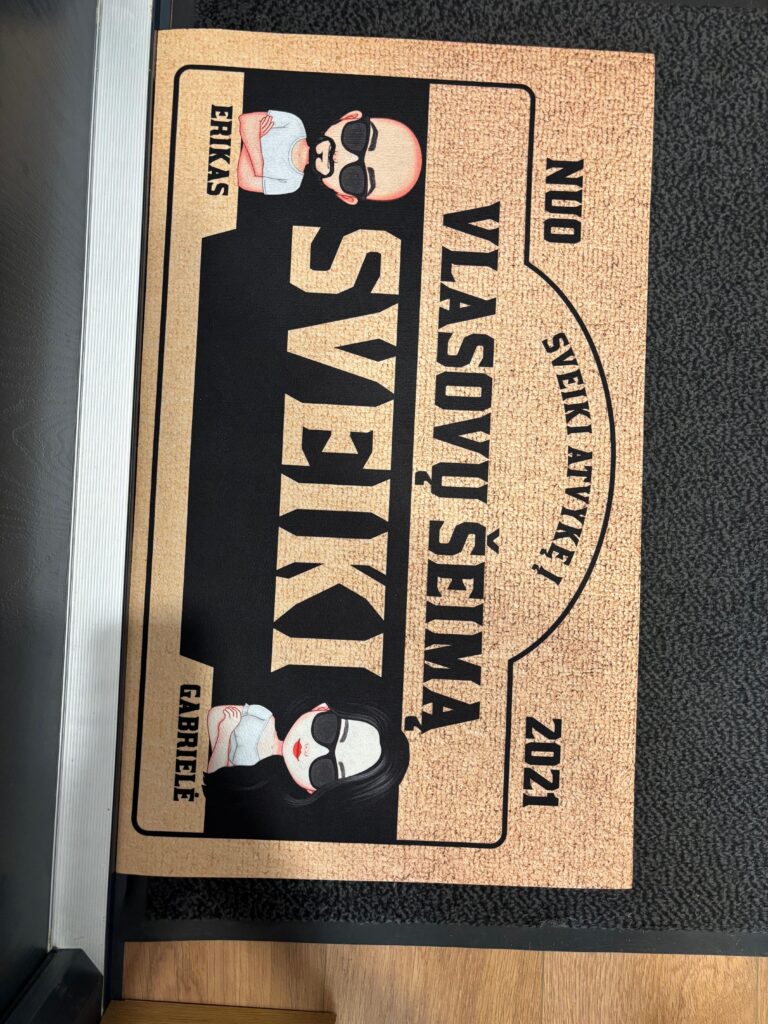 SVEIKI ATVYKĘ Į
NUO 2021
VLASOVŲ ŠEIMĄ
SVEIKI
ERIKAS GABRIELĖ